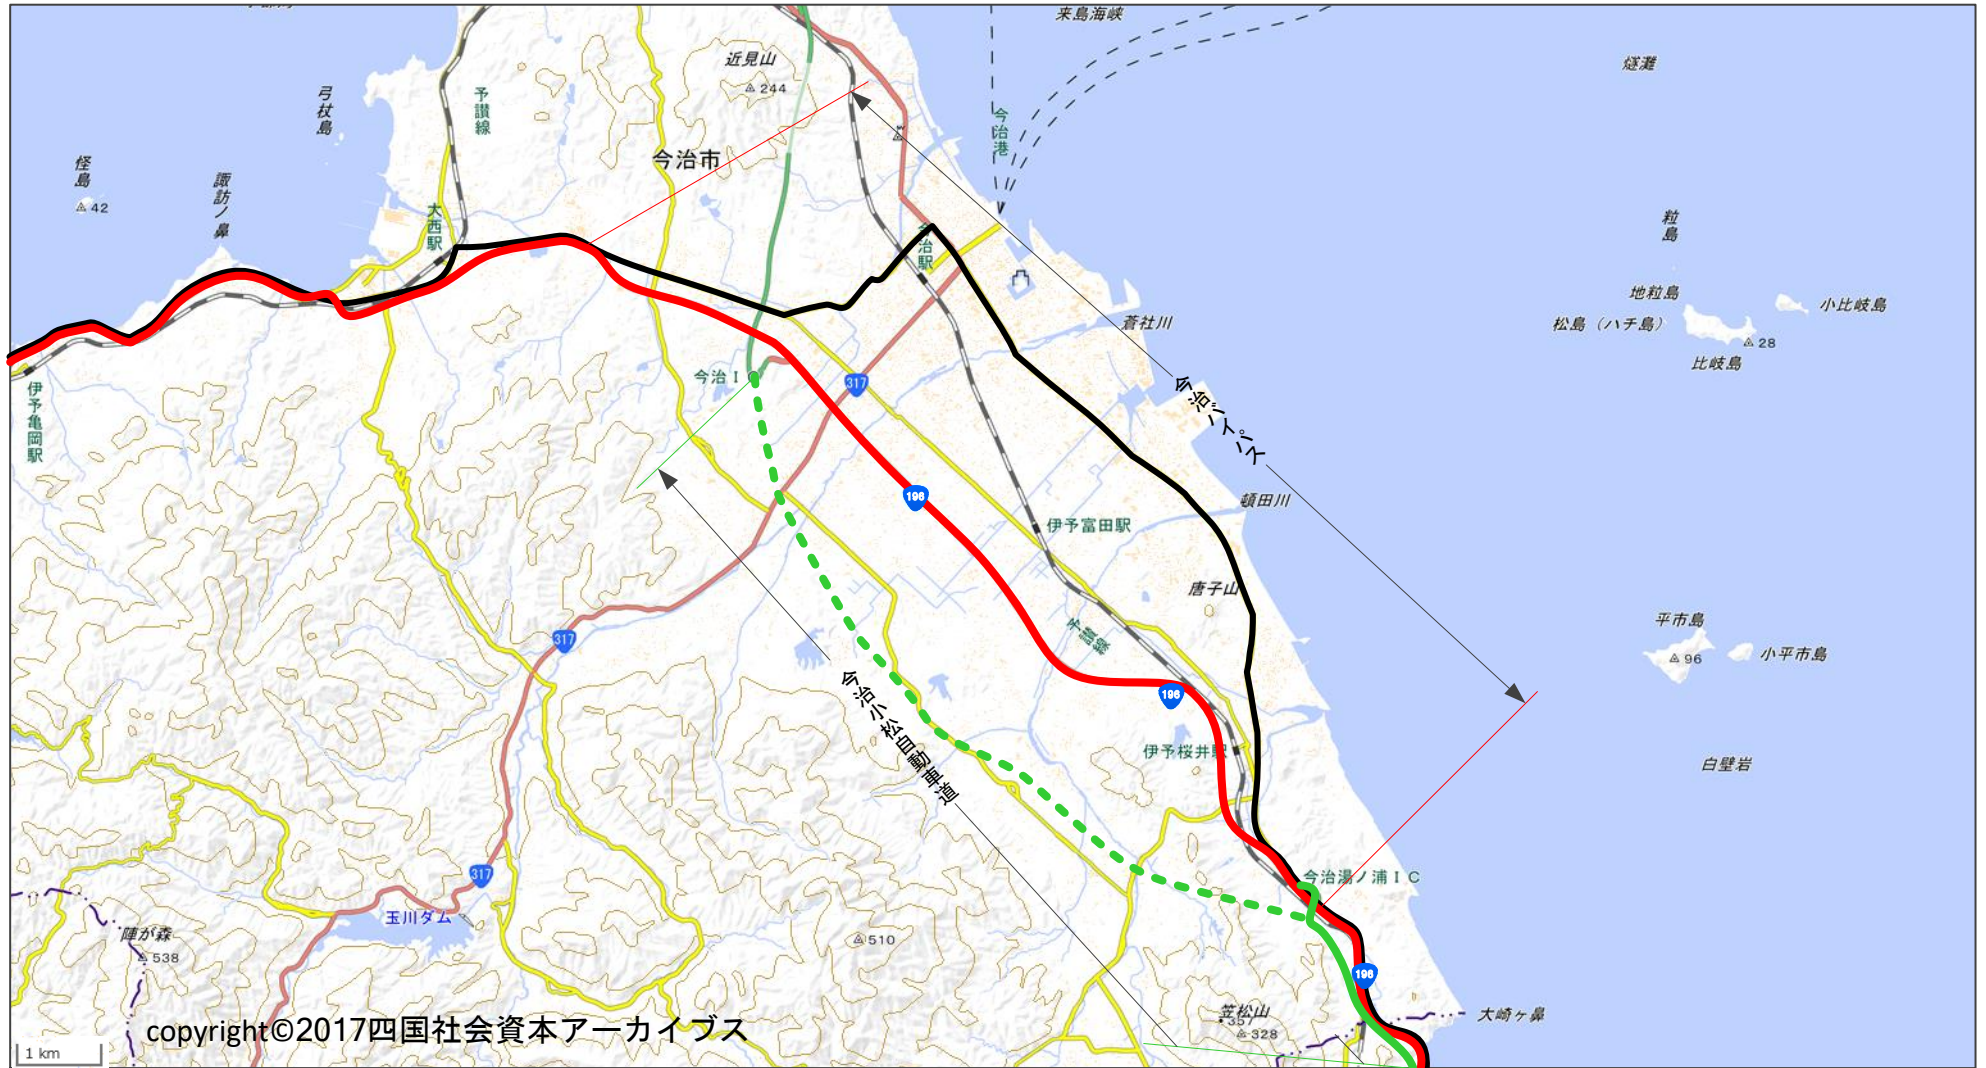 来島海峡
近見山
244
燧灘
弓杖島
予讃線
今治港
今治市
怪島
42
諏訪ノ鼻
大西駅
今治駅
粒島
地粒島
小比岐島
松島（ハチ島）
28
比岐島
蒼社川
今治ＩＣ
317
伊予亀岡駅
今治バイパス
196
頓田川
伊予富田駅
唐子山
予讃線
317
平市島
96
小平市島
今治小松自動車道
196
伊予桜井駅
白壁岩
317
今治湯ノ浦ＩＣ
玉川ダム
陣が森
538
510
196
笠松山
357
328
大崎ヶ鼻
copyright©2017四国社会資本アーカイブス
1 km